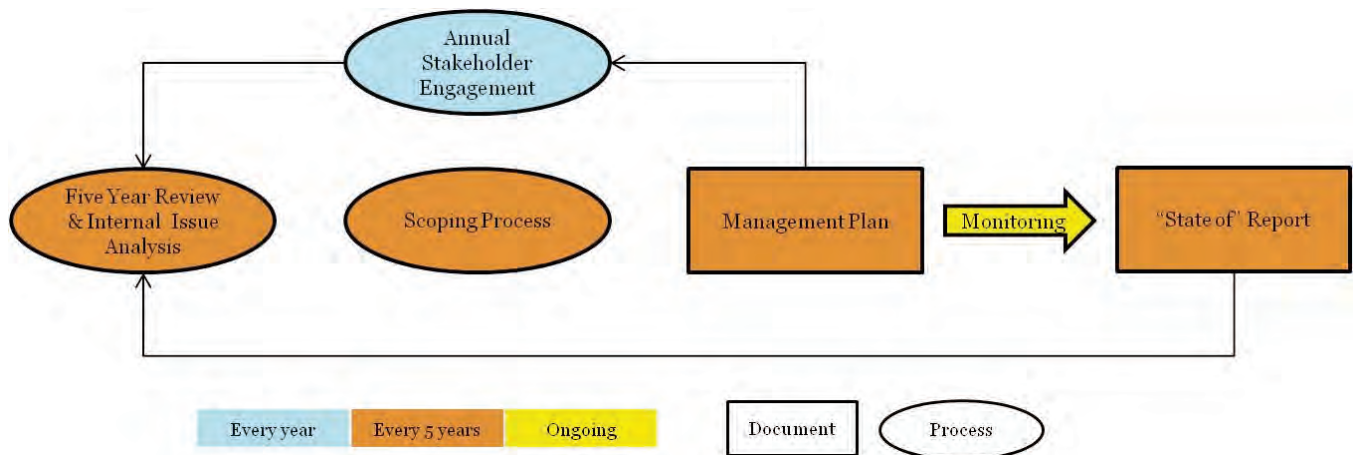 Annual
Stakeholder
Engagement
Five Year Review
& Internal Issue
Analysis
Scoping Process
Management Plan
Monitoring
"State of" Report
Every year
Every 5 years
Ongoing
Document
Process